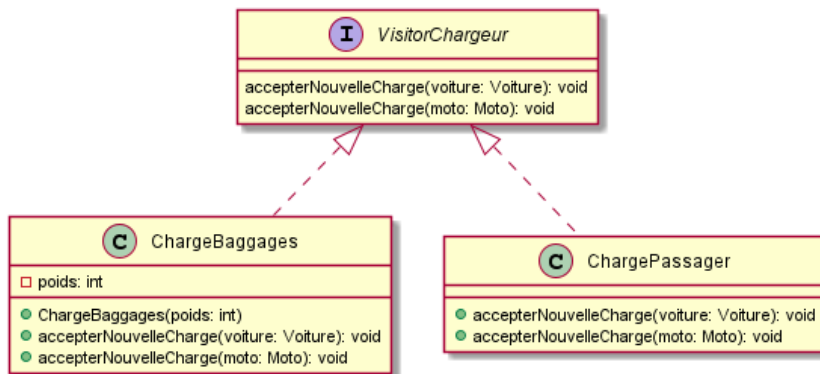 I VisitorChargeur
accepterNouvelleCharge(voiture: Voiture): void
accepterNouvelleCharge(moto: Moto): void
C ChargeBaggages
poids: int
ChargeBaggages(poids: int)
accepterNouvelleCharge(voiture: Voiture): void
accepterNouvelleCharge(moto: Moto): void
C ChargePassager
accepterNouvelleCharge(voiture: Voiture): void
accepterNouvelleCharge(moto: Moto): void